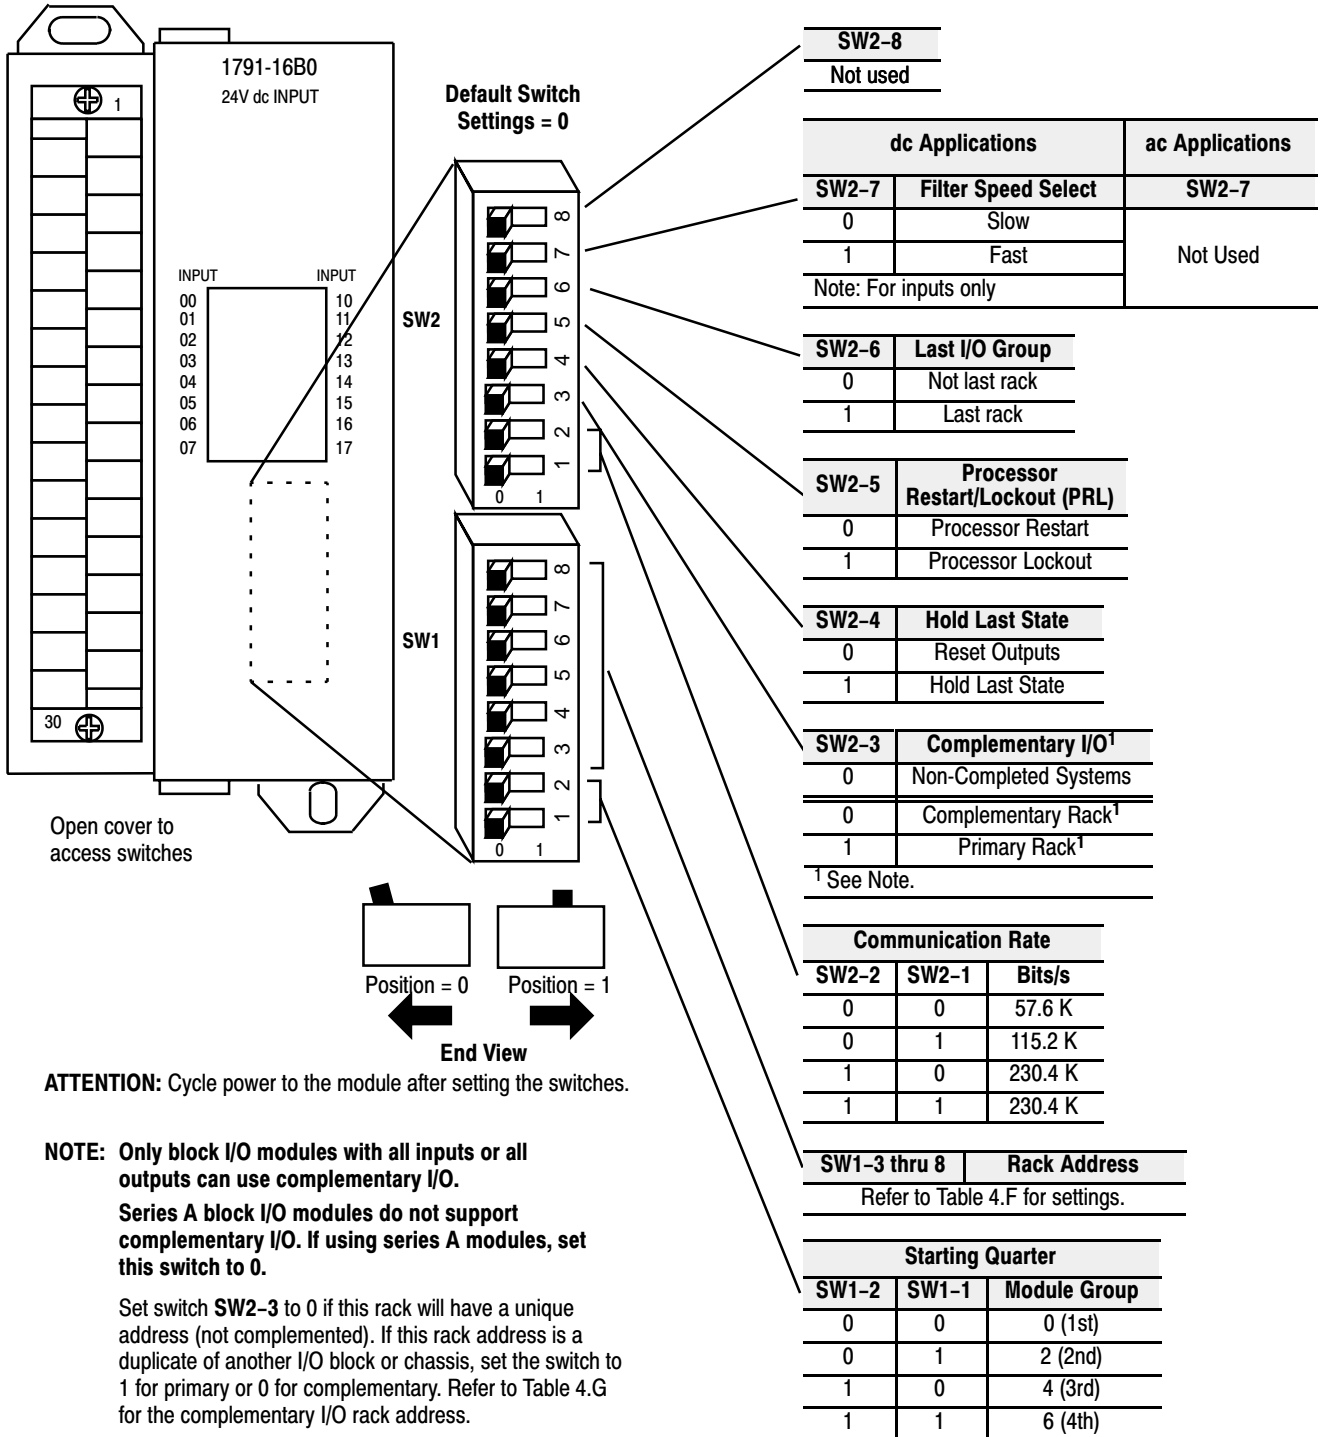 1791-16B0
24V dc INPUT
1
30
INPUT INPUT
00 10
01 11
02 12
03 13
04 14
05 15
06 16
07 17
Open cover to
access switches
Default Switch
Settings = 0
SW2
8
7
6
5
4
3
2
1
0 1
SW1
8
7
6
5
4
3
2
1
0 1
Position = 0 Position = 1
End View
ATTENTION: Cycle power to the module after setting the switches.
NOTE: Only block I/O modules with all inputs or all
outputs can use complementary I/O.
Series A block I/O modules do not support
complementary I/O. If using series A modules, set
this switch to 0.
Set switch SW2–3 to 0 if this rack will have a unique
address (not complemented). If this rack address is a
duplicate of another I/O block or chassis, set the switch to
1 for primary or 0 for complementary. Refer to Table 4.G
for the complementary I/O rack address.
SW2–8
Not used
dc Applications ac Applications
SW2–7 Filter Speed Select SW2–7
0 Slow
1 Fast Not Used
Note: For inputs only
SW2–6 Last I/O Group
0 Not last rack
1 Last rack
SW2–5 Processor
Restart/Lockout (PRL)
0 Processor Restart
1 Processor Lockout
SW2–4 Hold Last State
0 Reset Outputs
1 Hold Last State
SW2–3 Complementary I/O1
0 Non-Completed Systems
0 Complementary Rack1
1 Primary Rack1
1 See Note.
Communication Rate
SW2–2 SW2–1 Bits/s
0 0 57.6 K
0 1 115.2 K
1 0 230.4 K
1 1 230.4 K
SW1–3 thru 8 Rack Address
Refer to Table 4.F for settings.
Starting Quarter
SW1–2 SW1–1 Module Group
0 0 0 (1st)
0 1 2 (2nd)
1 0 4 (3rd)
1 1 6 (4th)